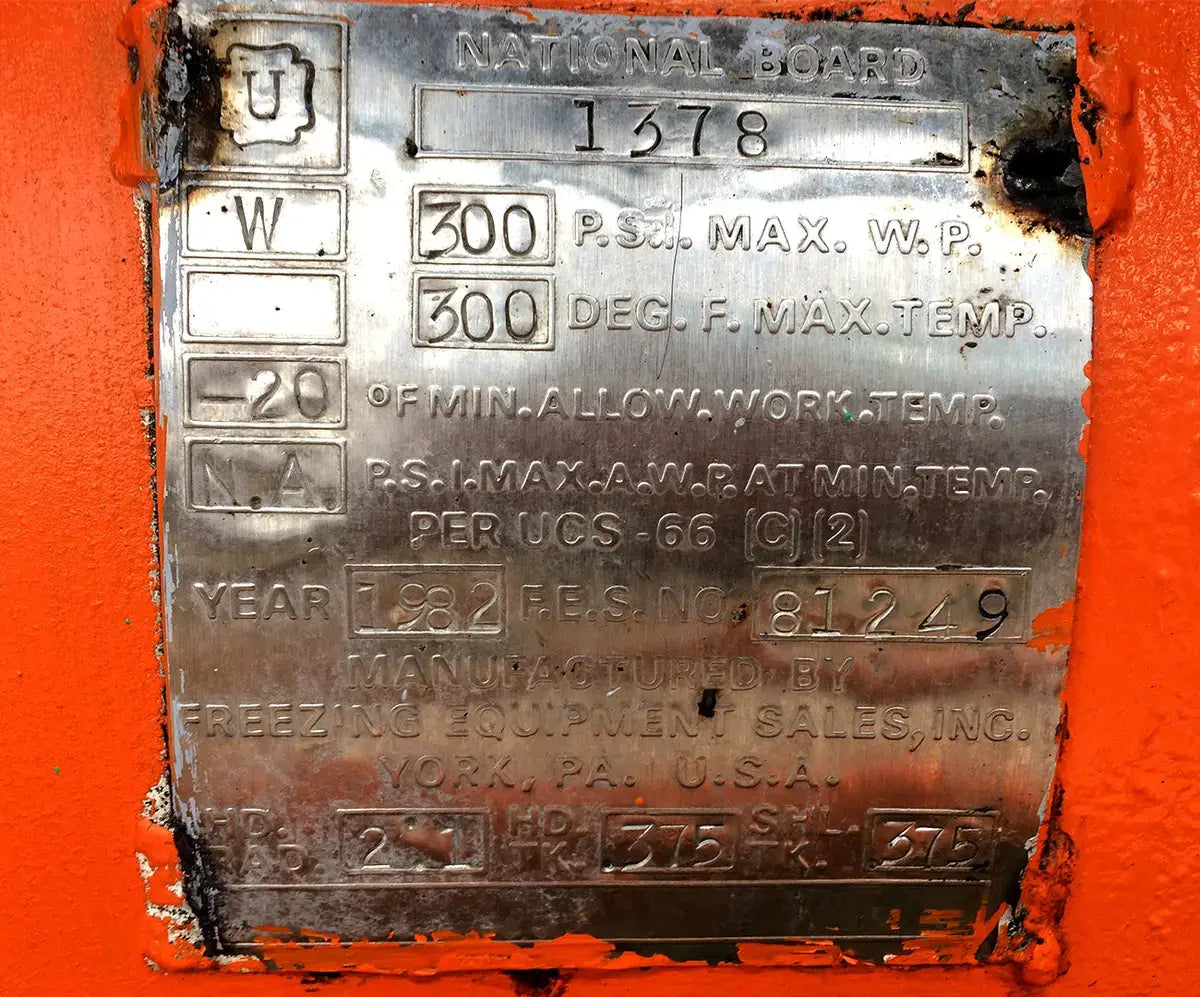 U
NATIONAL BOARD
1378
W
300 P.S.I. MAX. W.P.
300 DEG. F. MAX. TEMP.
-20 °F MIN. ALLOW. WORK. TEMP.
N.A. P.S.I. MAX. A.W.P. AT MIN. TEMP.
PER UCS -66 (C) (2)
YEAR 1982 F.E.S. NO. 81249
MANUFACTURED BY
FREEZING EQUIPMENT SALES, INC.
YORK, PA. U.S.A.
HD. RAD 2:1 HD. TK. .375 SHL. TK. .375